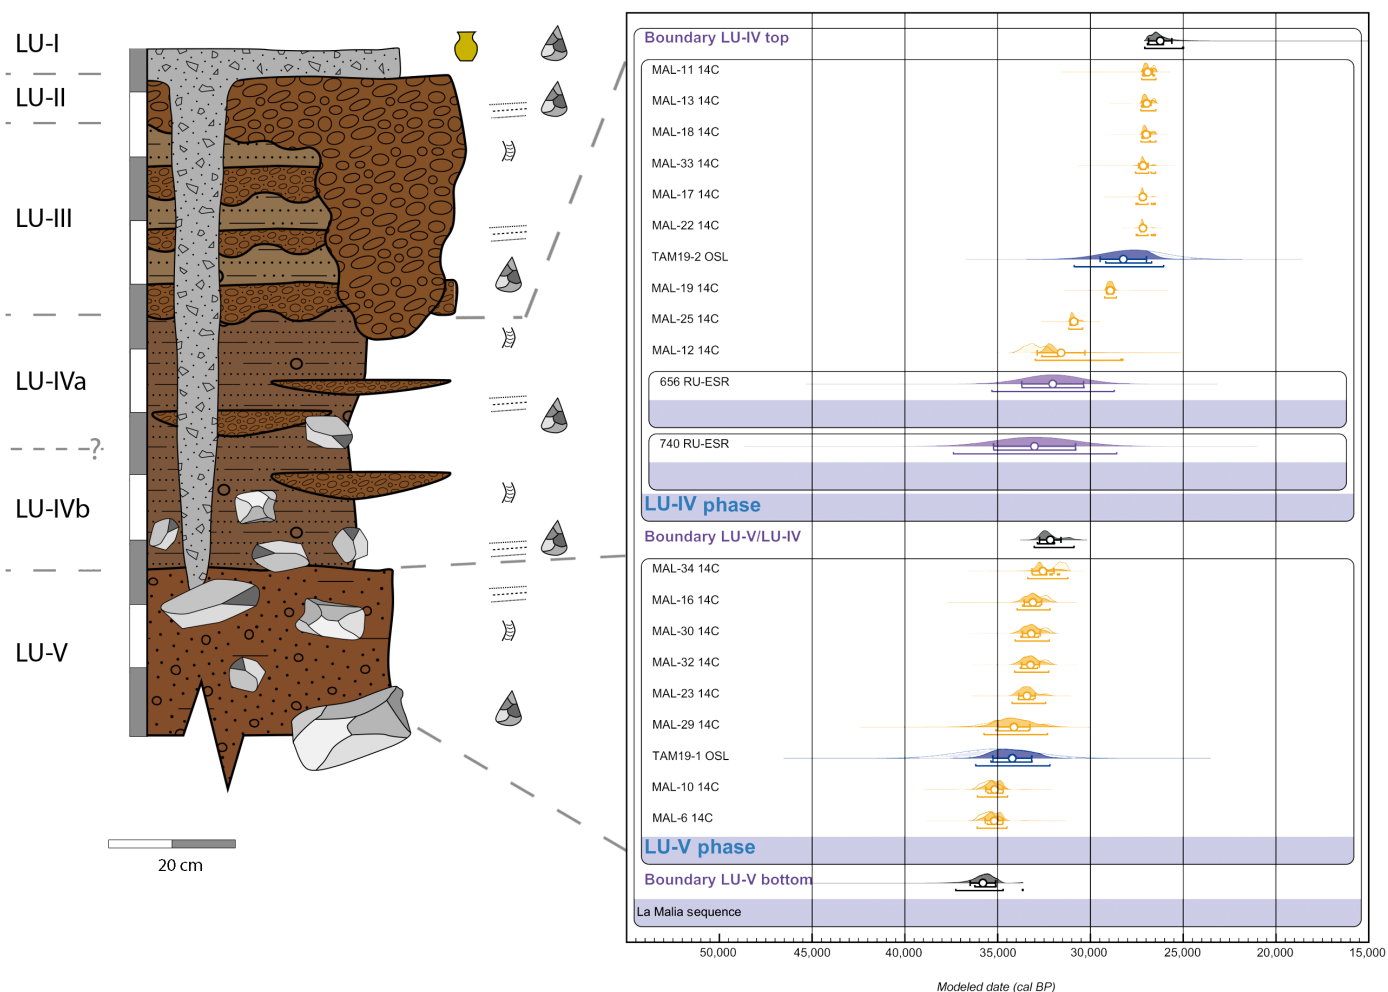 LU-I
LU-II
LU-III
LU-IVa
?
LU-IVb
LU-V
20 cm
Boundary LU-IV top
MAL-11 14C
MAL-13 14C
MAL-18 14C
MAL-33 14C
MAL-17 14C
MAL-22 14C
TAM19-2 OSL
MAL-19 14C
MAL-25 14C
MAL-12 14C
656 RU-ESR
740 RU-ESR
LU-IV phase
Boundary LU-V/LU-IV
MAL-34 14C
MAL-16 14C
MAL-30 14C
MAL-32 14C
MAL-23 14C
MAL-29 14C
TAM19-1 OSL
MAL-10 14C
MAL-6 14C
LU-V phase
Boundary LU-V bottom
La Malia sequence
50,000 45,000 40,000 35,000 30,000 25,000 20,000 15,000
Modeled date (cal BP)